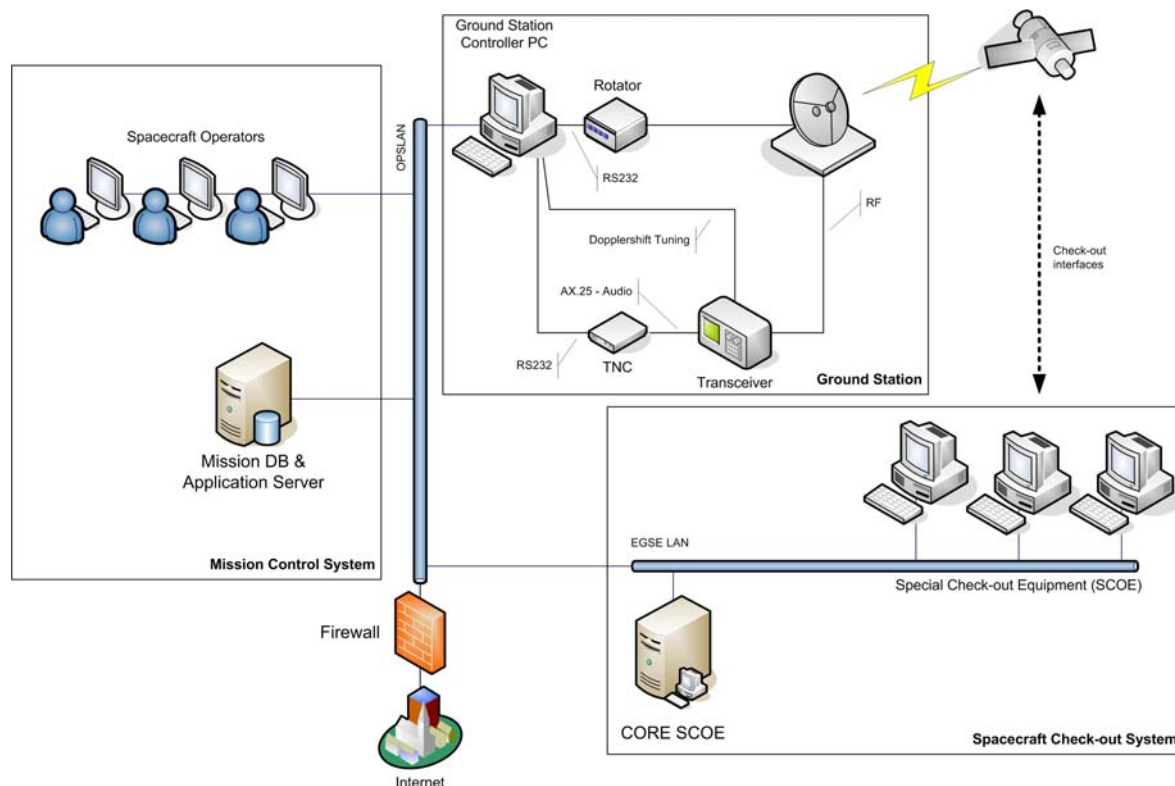 Ground Station
Controller PC
Rotator
Spacecraft Operators
OPSLAN
RS232
RF
Dopplershift Tuning
Check-out
interfaces
AX.25 - Audio
RS232
TNC
Transceiver
Ground Station
Mission DB &
Application Server
Mission Control System
EGSE LAN
Special Check-out Equipment (SCOE)
Firewall
CORE SCOE
Spacecraft Check-out System
Internet